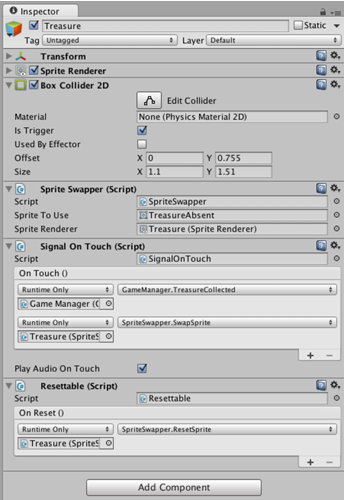 Inspector
Treasure Static
Tag Untagged Layer Default
Transform
Sprite Renderer
Box Collider 2D
Edit Collider
Material None (Physics Material 2D)
Is Trigger
Used By Effector
Offset X 0 Y 0.755
Size X 1.1 Y 1.51
Sprite Swapper (Script)
Script SpriteSwapper
Sprite To Use TreasureAbsent
Sprite Renderer Treasure (Sprite Renderer)
Signal On Touch (Script)
Script SignalOnTouch
On Touch ()
Runtime Only GameManager.TreasureCollected
Game Manager (G
Runtime Only SpriteSwapper.SwapSprite
Treasure (SpriteS
Play Audio On Touch
Resettable (Script)
Script Resettable
On Reset ()
Runtime Only SpriteSwapper.ResetSprite
Treasure (SpriteS
Add Component